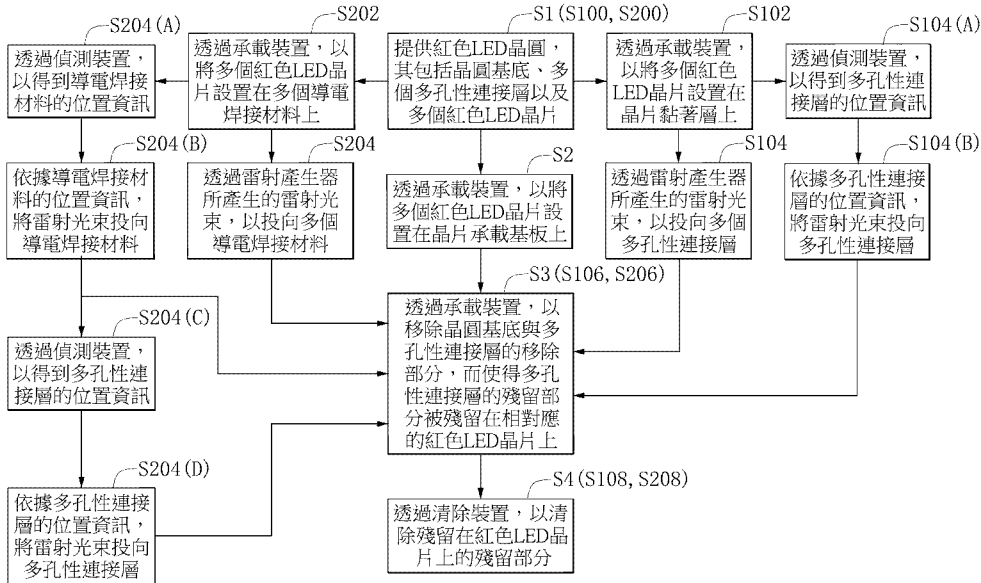 S204(A)
透過偵測裝置，
以得到導電焊接
材料的位置資訊
S202
透過承載裝置，以
將多個紅色LED晶
片設置在多個導電
焊接材料上
S1(S100, S200)
提供紅色LED晶圓，
其包括晶圓基底、多
個多孔性連接層以及
多個紅色LED晶片
S102
透過承載裝置，
以將多個紅色
LED晶片設置在
晶片黏著層上
S104(A)
透過偵測裝置，
以得到多孔性連
接層的位置資訊
S204(B)
依據導電焊接材
料的位置資訊，
將雷射光束投向
導電焊接材料
S204
透過雷射產生器
所產生的雷射光
束，以投向多個
導電焊接材料
S2
透過承載裝置，以將
多個紅色LED晶片設
置在晶片承載基板上
S104
透過雷射產生器
所產生的雷射光
束，以投向多個
多孔性連接層
S104(B)
依據多孔性連接
層的位置資訊，
將雷射光束投向
多孔性連接層
S204(C)
透過偵測裝置，
以得到多孔性連
接層的位置資訊
S3(S106, S206)
透過承載裝置，以
移除晶圓基底與多
孔性連接層的移除
部分，而使得多孔
性連接層的殘留部
分被殘留在相對應
的紅色LED晶片上
S204(D)
依據多孔性連接
層的位置資訊，
將雷射光束投向
多孔性連接層
S4(S108, S208)
透過清除裝置，以清
除殘留在紅色LED晶
片上的殘留部分